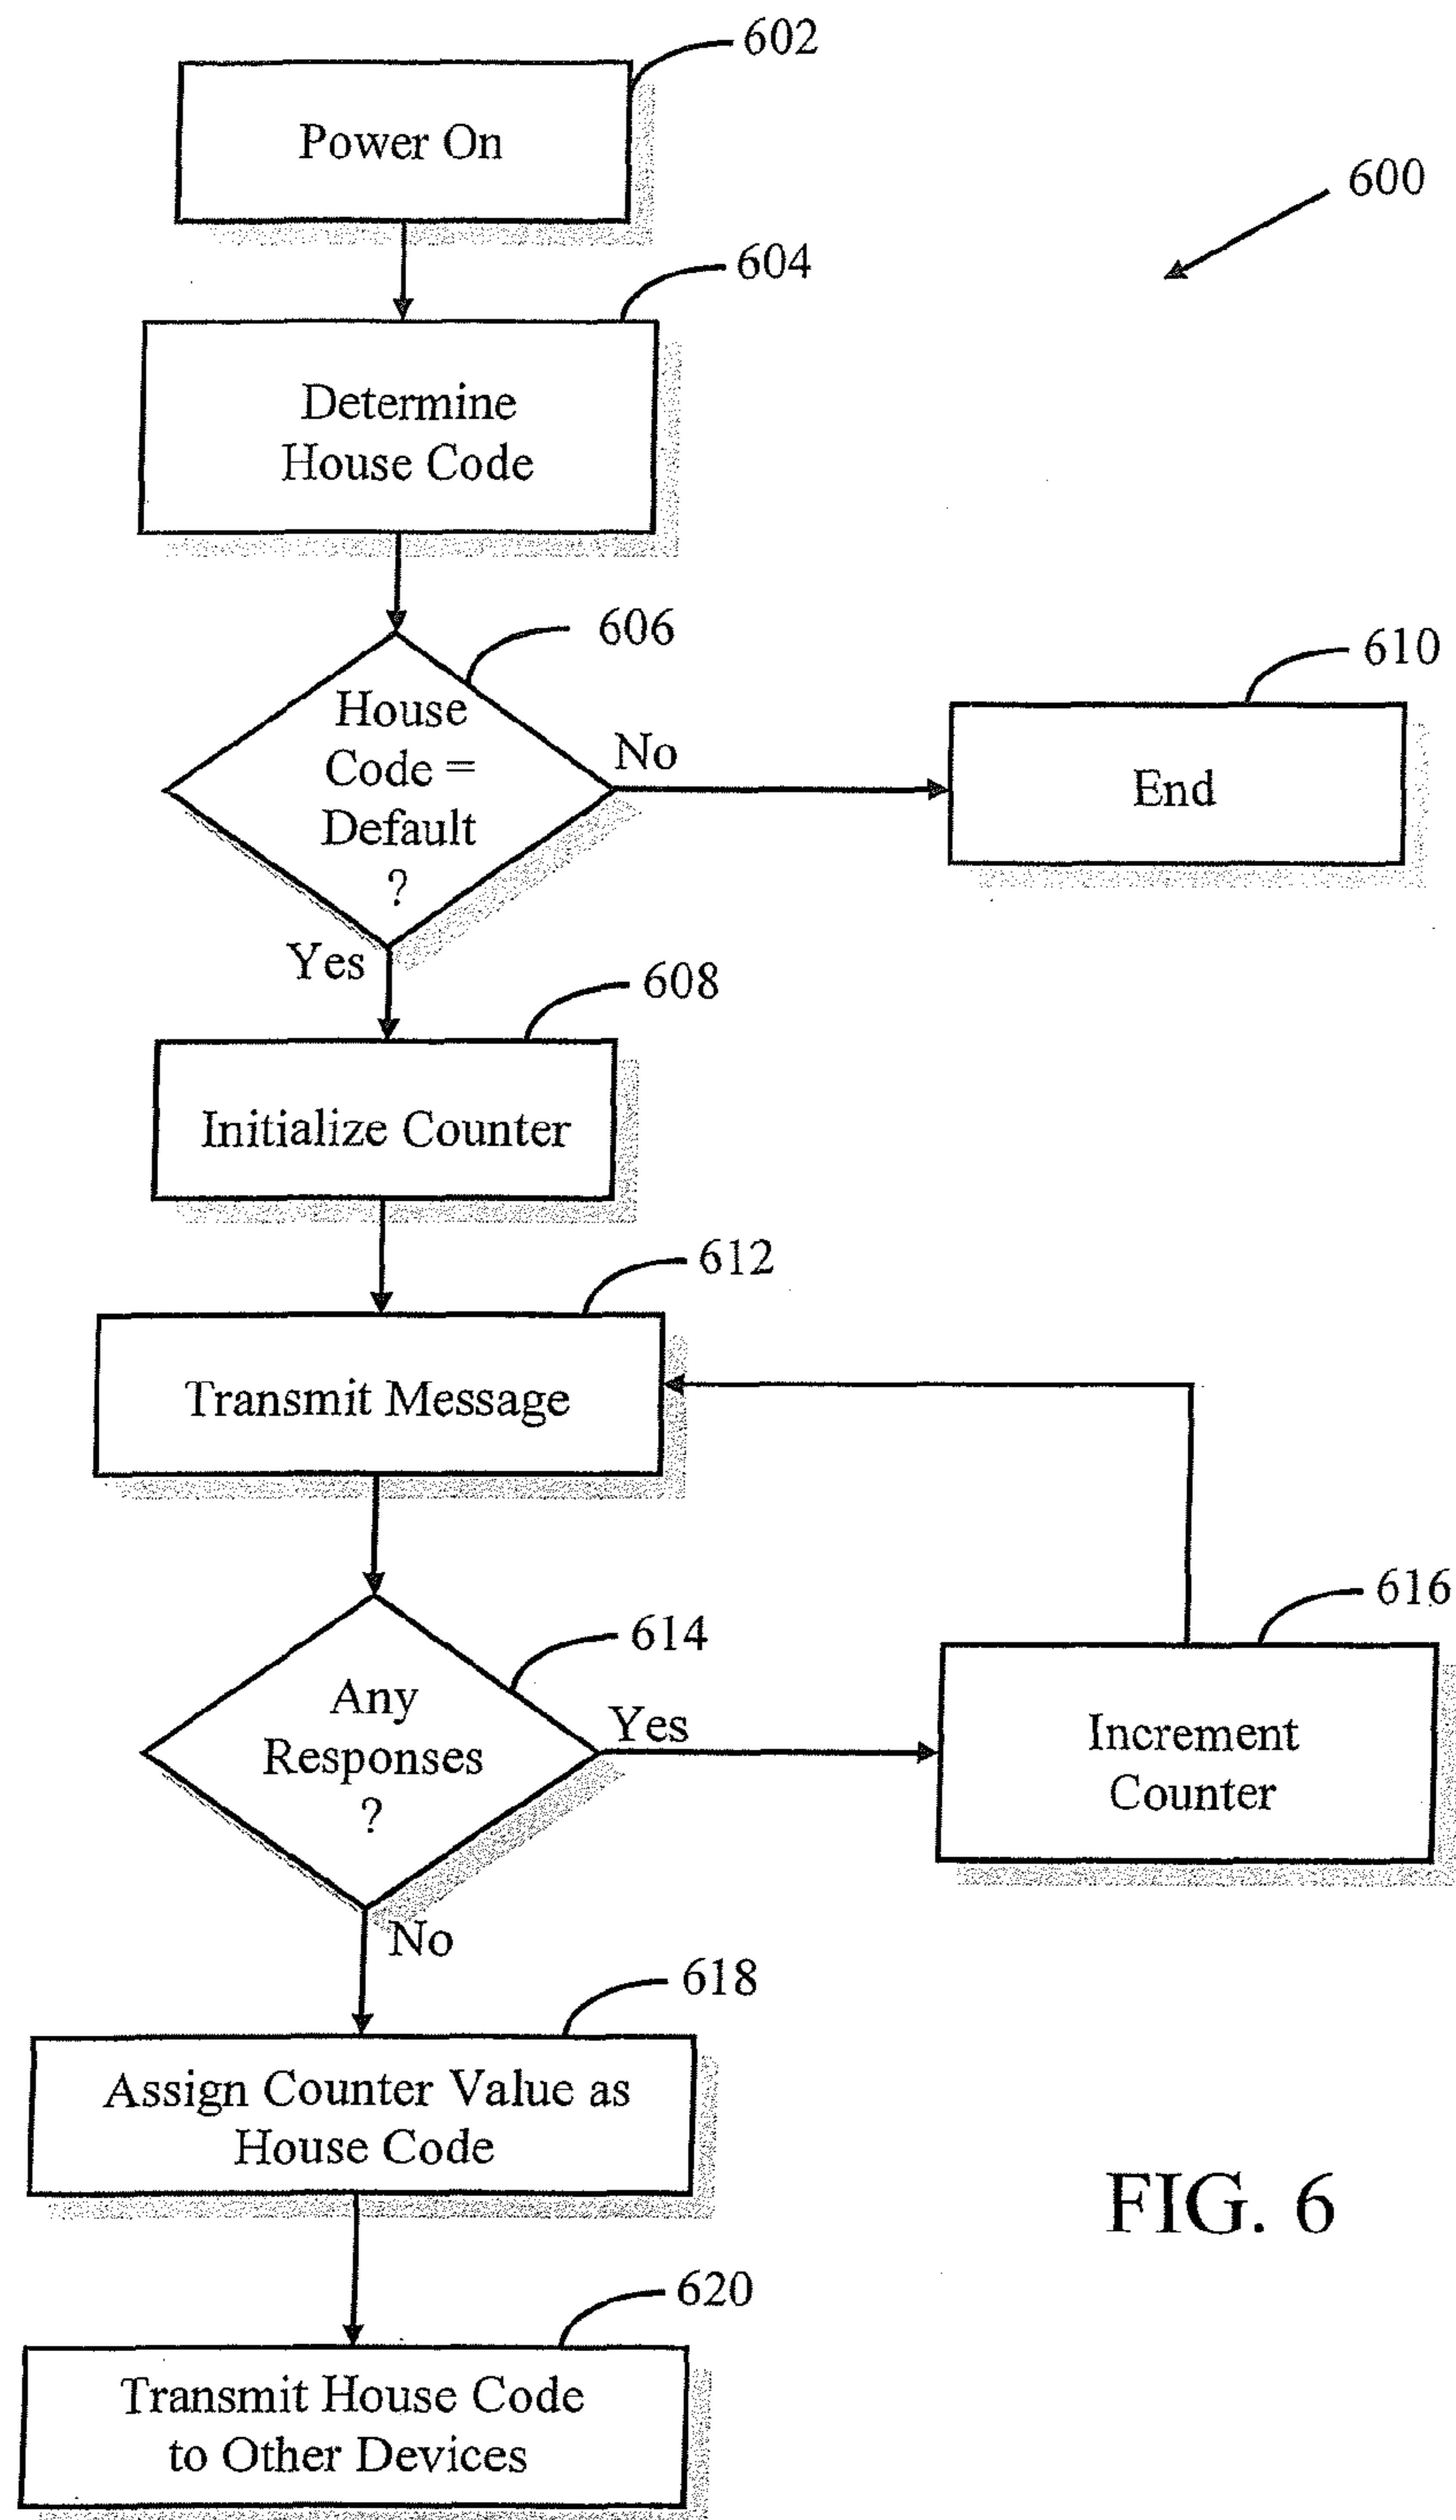 602
Power On
600
604
Determine
House Code
606
House
Code =
Default
?
No
610
End
Yes
608
Initialize Counter
612
Transmit Message
614
Any
Responses
?
Yes
616
Increment
Counter
No
618
Assign Counter Value as
House Code
FIG. 6
620
Transmit House Code
to Other Devices